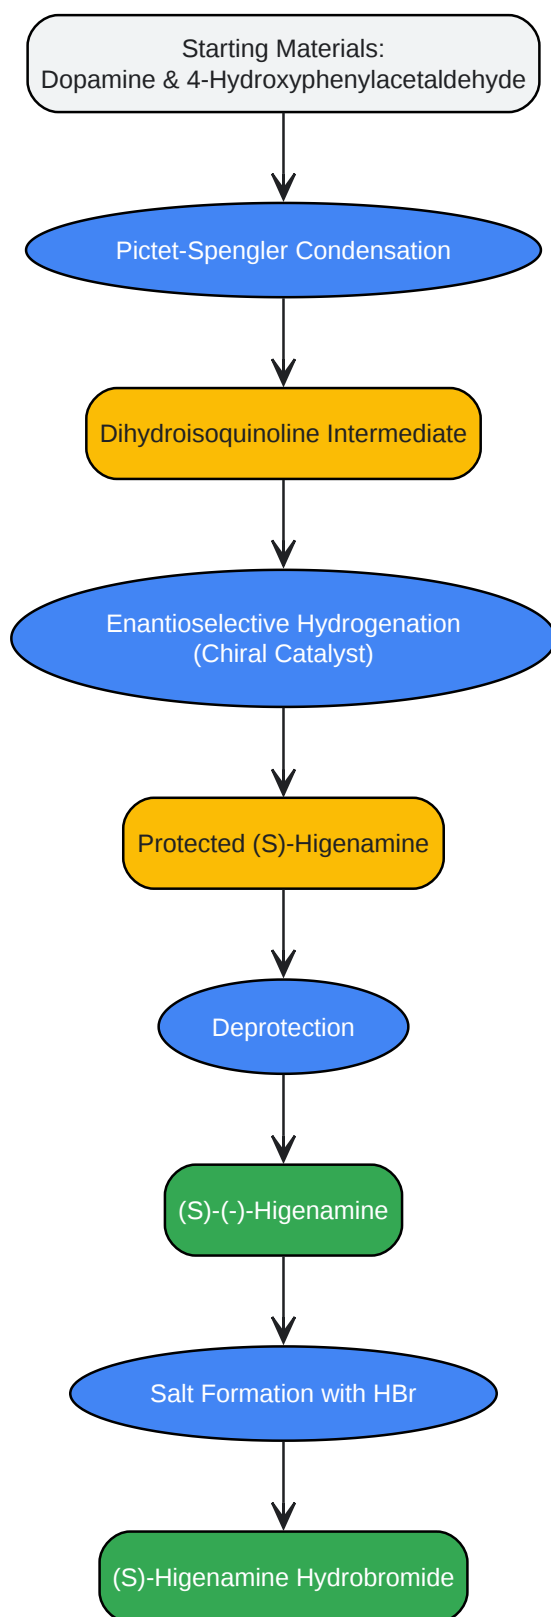 Starting Materials:
Dopamine & 4-Hydroxyphenylacetaldehyde
Pictet-Spengler Condensation
Dihydroisoquinoline Intermediate
Enantioselective Hydrogenation
(Chiral Catalyst)
Protected (S)-Higenamine
Deprotection
(S)-(-)-Higenamine
Salt Formation with HBr
(S)-Higenamine Hydrobromide